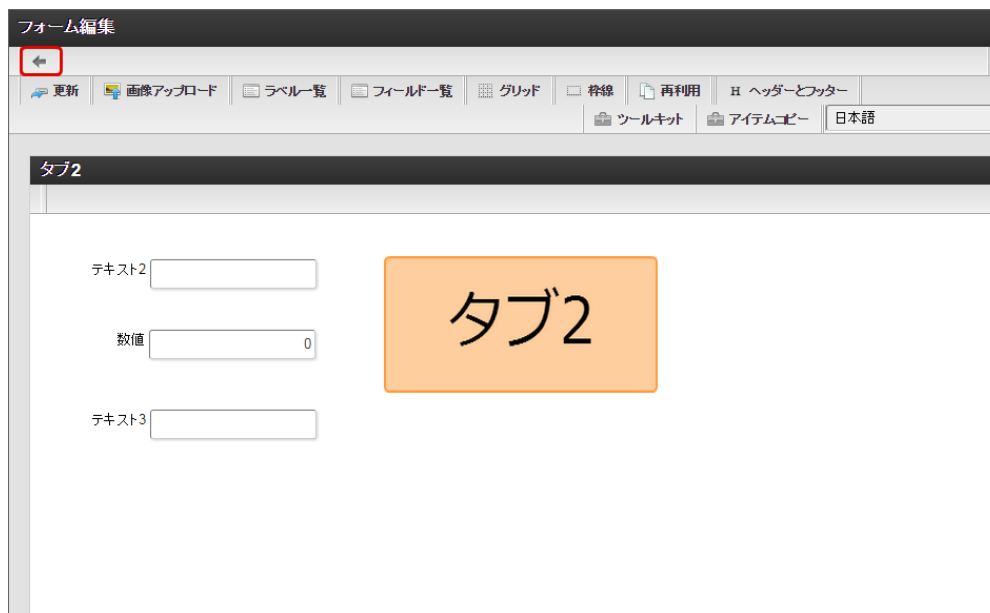 フォーム編集
更新 画像アップロード ラベル一覧 フィールド一覧 グリッド 枠線 再利用 H ヘッダーとフッター
ツールキット アイテムコピー 日本語
タブ2
テキスト2
タブ2
数値 0
テキスト3